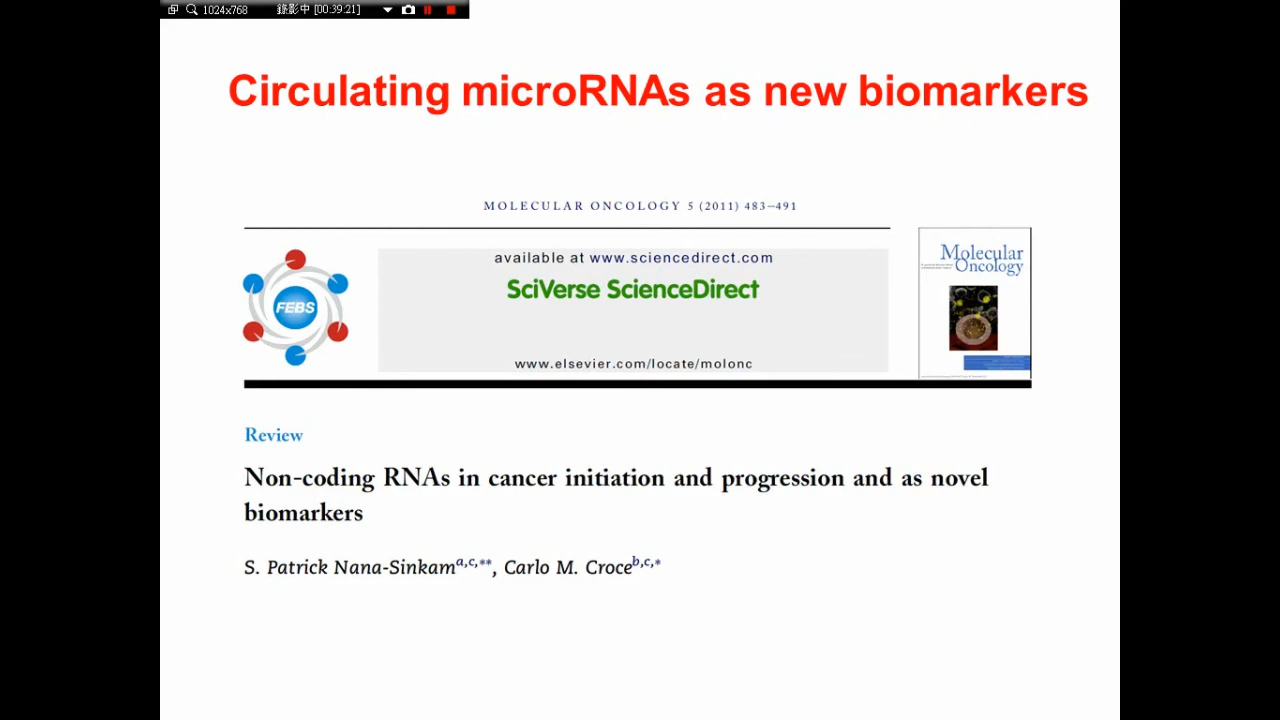 1024x768 錄影中 [00:39:21]
Circulating microRNAs as new biomarkers
MOLECULAR ONCOLOGY 5 (2011) 483–491
available at www.sciencedirect.com
SciVerse ScienceDirect
www.elsevier.com/locate/molonc
FEBS
Molecular
Oncology
Review
Non-coding RNAs in cancer initiation and progression and as novel
biomarkers
S. Patrick Nana-Sinkam a,c,**, Carlo M. Croce b,c,*